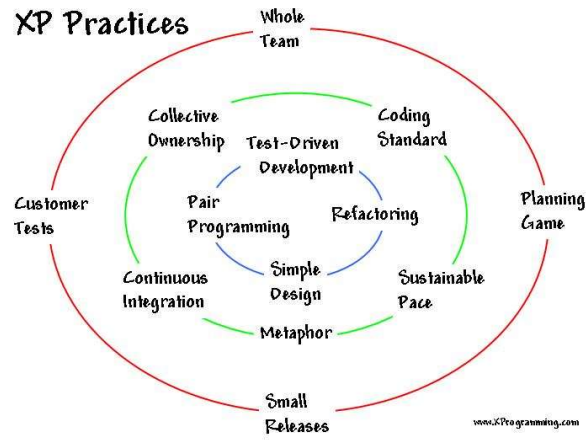 XP Practices
Whole
Team
Collective
Ownership
Coding
Standard
Test-Driven
Development
Customer
Tests
Pair
Programming
Refactoring
Planning
Game
Continuous
Integration
Simple
Design
Sustainable
Pace
Metaphor
Small
Releases
www.XProgramming.com